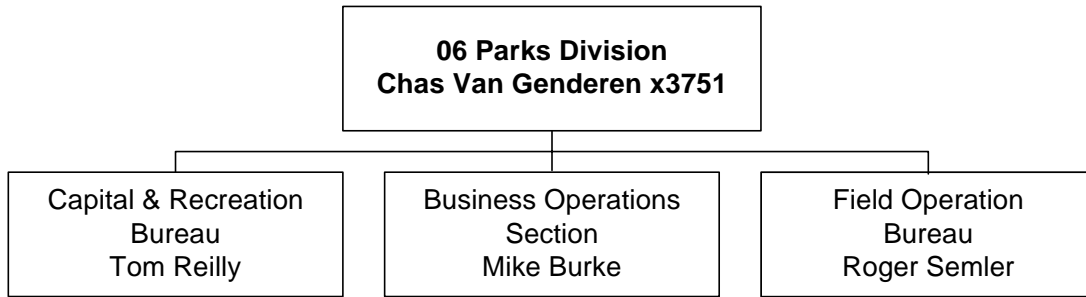 06 Parks Division
Chas Van Genderen x3751
Capital & Recreation
Bureau
Tom Reilly
Business Operations
Section
Mike Burke
Field Operation
Bureau
Roger Semler